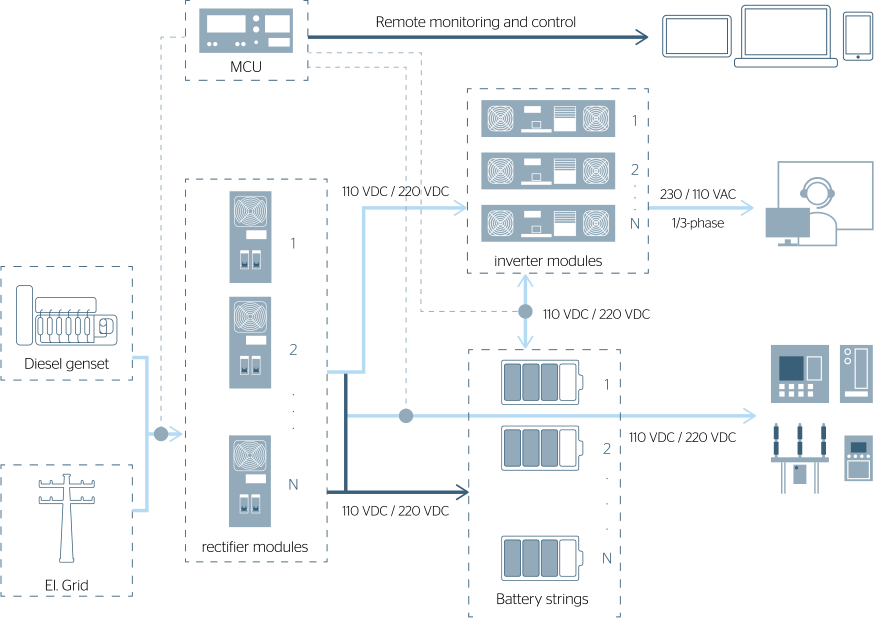 Remote monitoring and control
MCU
1
110 VDC / 220 VDC
2
.
.
.
230 / 110 VAC
N
1/3-phase
1
inverter modules
110 VDC / 220 VDC
Diesel genset
2
.
.
.
1
110 VDC / 220 VDC
2
.
.
.
N
110 VDC / 220 VDC
rectifier modules
N
El. Grid
Battery strings